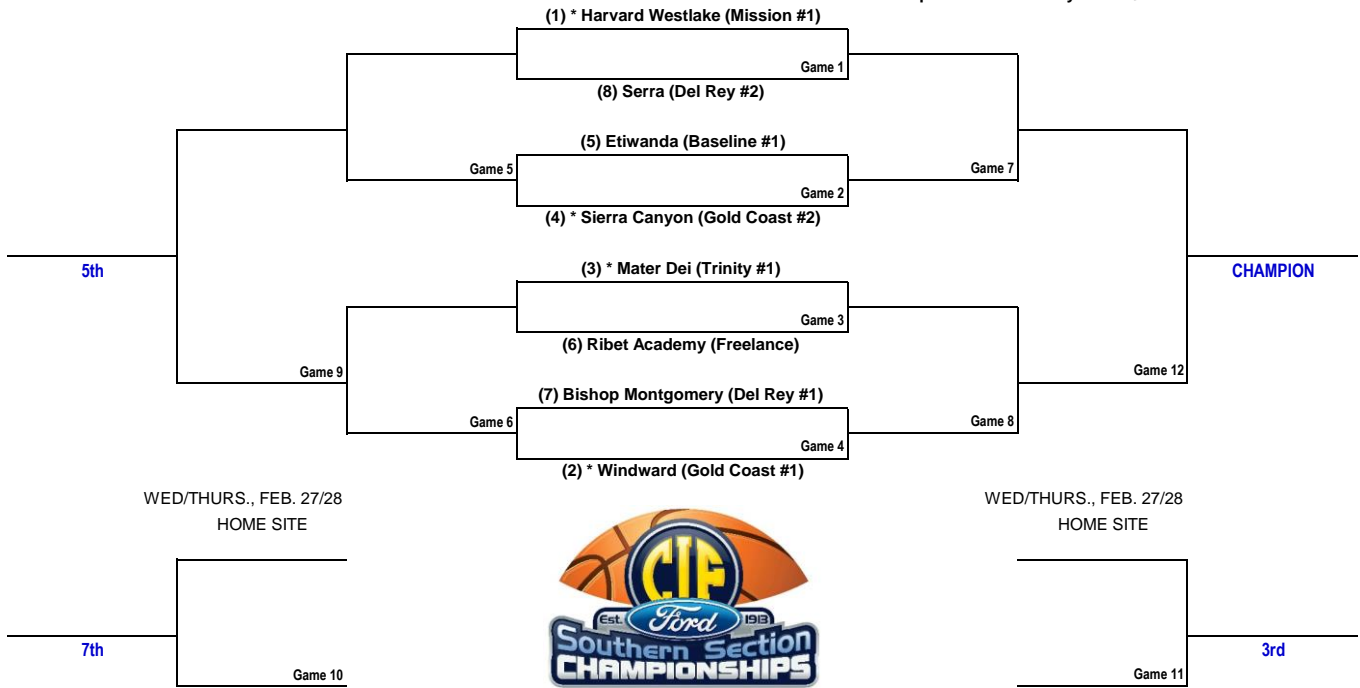 (1) * Harvard Westlake (Mission #1)
Game 1
(8) Serra (Del Rey #2)
(5) Etiwanda (Baseline #1)
Game 5
Game 2
Game 7
(4) * Sierra Canyon (Gold Coast #2)
5th
(3) * Mater Dei (Trinity #1)
CHAMPION
Game 3
(6) Ribet Academy (Freelance)
Game 9
Game 12
(7) Bishop Montgomery (Del Rey #1)
Game 6
Game 4
Game 8
(2) * Windward (Gold Coast #1)
WED/THURS., FEB. 27/28
HOME SITE
WED/THURS., FEB. 27/28
HOME SITE
CIF
Est. Ford 1913
Southern Section
CHAMPIONSHIPS
7th
Game 10
3rd
Game 11